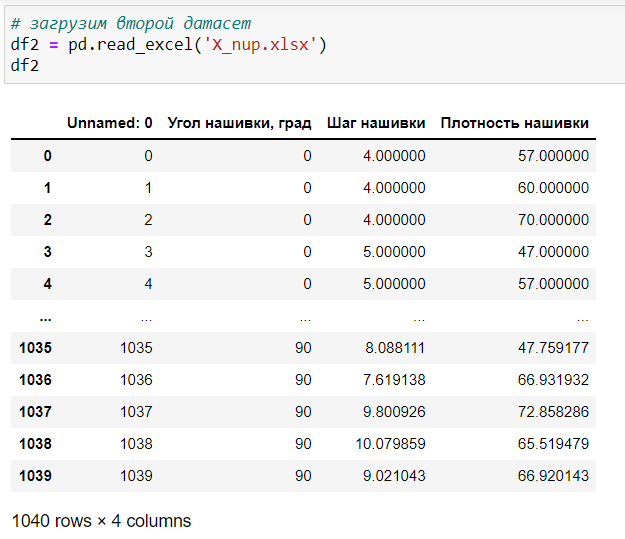 # загрузим второй датасет
df2 = pd.read_excel('X_nup.xlsx')
df2
Unnamed: 0 Угол нашивки, град Шаг нашивки Плотность нашивки
0 0 0 4.000000 57.000000
1 1 0 4.000000 60.000000
2 2 0 4.000000 70.000000
3 3 0 5.000000 47.000000
4 4 0 5.000000 57.000000
... ... ... ... ...
1035 1035 90 8.088111 47.759177
1036 1036 90 7.619138 66.931932
1037 1037 90 9.800926 72.858286
1038 1038 90 10.079859 65.519479
1039 1039 90 9.021043 66.920143
1040 rows × 4 columns